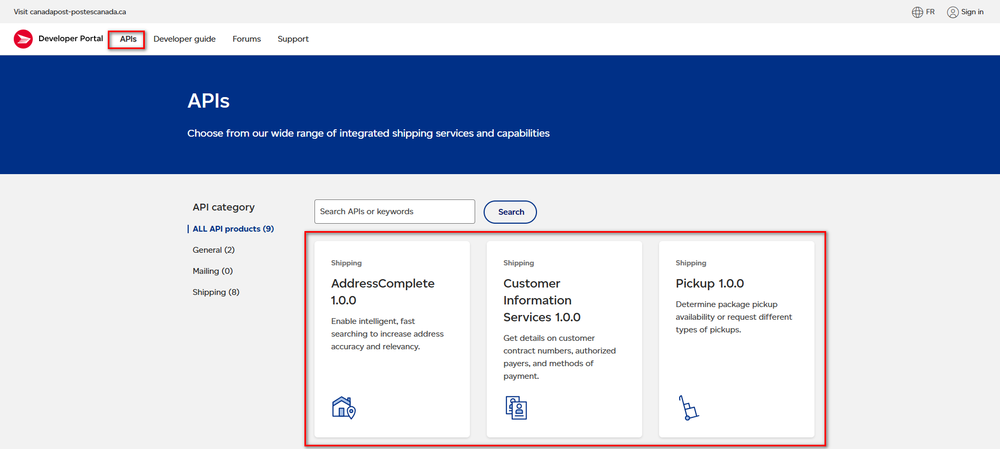 Visit canadapost-postescanada.ca
FR
Sign in
Developer Portal
APIs
Developer guide
Forums
Support
APIs
Choose from our wide range of integrated shipping services and capabilities
API category
ALL API products (9)
General (2)
Mailing (0)
Shipping (8)
Search APIs or keywords
Search
Shipping
AddressComplete
1.0.0
Enable intelligent, fast
searching to increase address
accuracy and relevancy.
Shipping
Customer
Information
Services 1.0.0
Get details on customer
contract numbers, authorized
payers, and methods of
payment.
Shipping
Pickup 1.0.0
Determine package pickup
availability or request different
types of pickups.